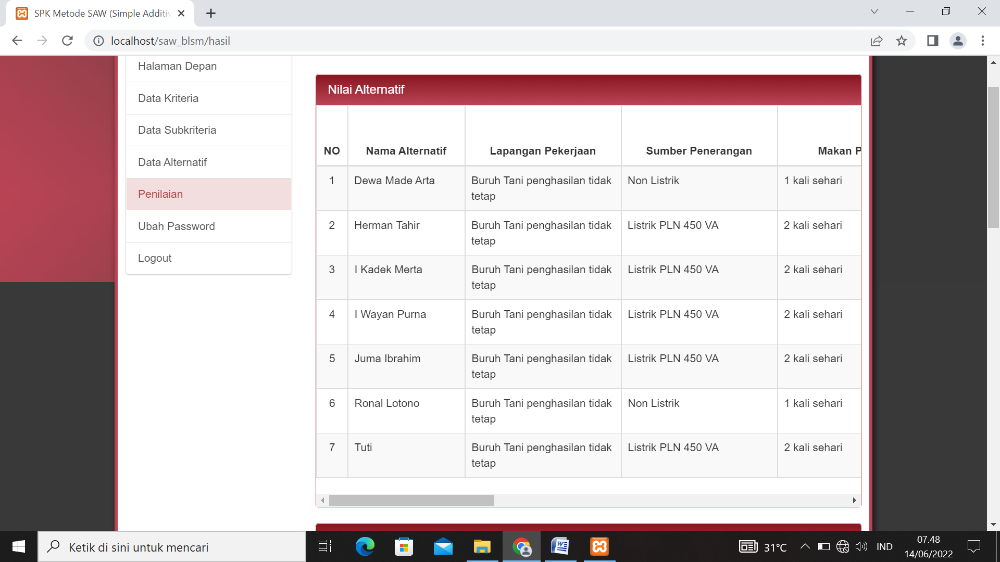 SPK Metode SAW (Simple Additiv
localhost/saw_blsm/hasil
Halaman Depan
Data Kriteria
Data Subkriteria
Data Alternatif
Penilaian
Ubah Password
Logout
Nilai Alternatif
NO Nama Alternatif Lapangan Pekerjaan Sumber Penerangan Makan P
1 Dewa Made Arta Buruh Tani penghasilan tidak Non Listrik 1 kali sehari
tetap
2 Herman Tahir Buruh Tani penghasilan tidak Listrik PLN 450 VA 2 kali sehari
tetap
3 I Kadek Merta Buruh Tani penghasilan tidak Listrik PLN 450 VA 2 kali sehari
tetap
4 I Wayan Purna Buruh Tani penghasilan tidak Listrik PLN 450 VA 2 kali sehari
tetap
5 Juma Ibrahim Buruh Tani penghasilan tidak Listrik PLN 450 VA 2 kali sehari
tetap
6 Ronal Lotono Buruh Tani penghasilan tidak Non Listrik 1 kali sehari
tetap
7 Tuti Buruh Tani penghasilan tidak Listrik PLN 450 VA 2 kali sehari
tetap
Ketik di sini untuk mencari
31°C
IND
07.48
14/06/2022